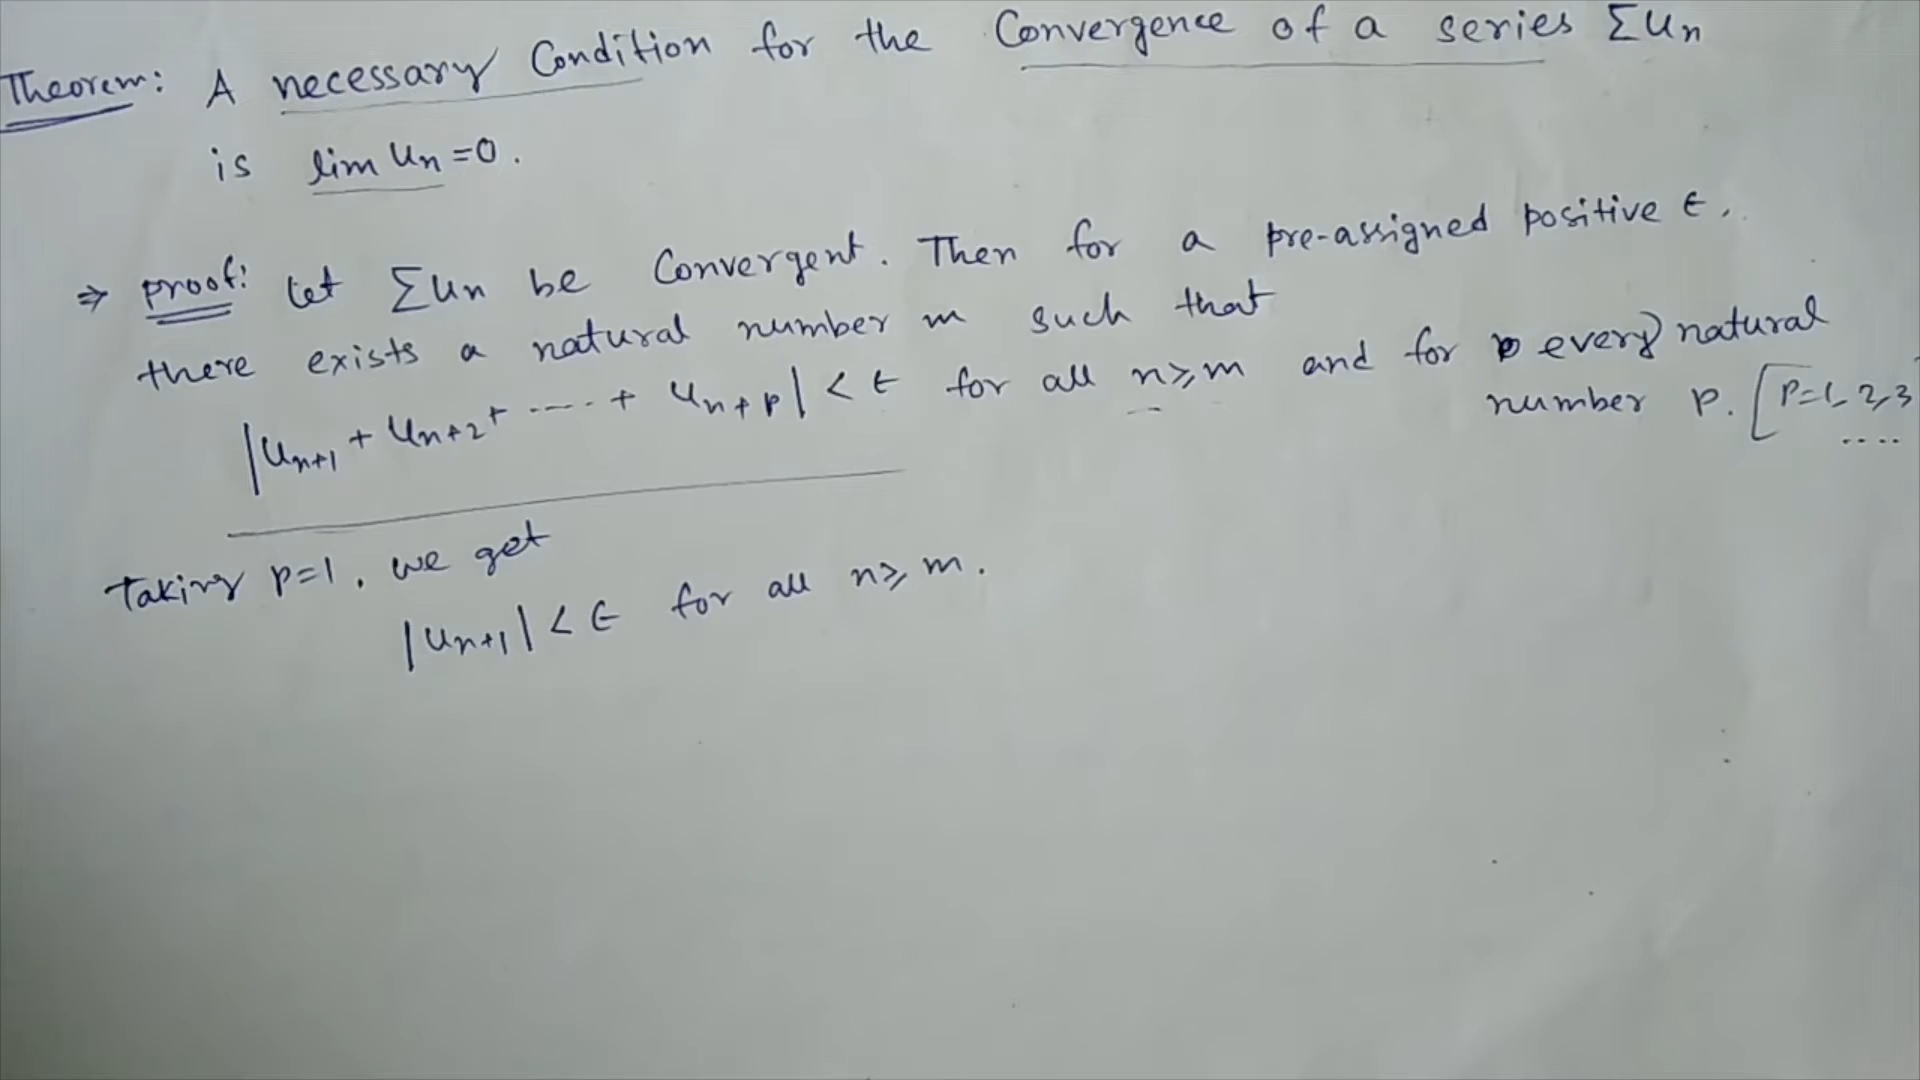 Theorem: A necessary Condition for the Convergence of a series Σun
is lim un = 0.
⇒ proof: Let Σun be Convergent. Then for a pre-assigned positive ϵ,
there exists a natural number m such that
|un+1 + un+2 + ..... + un+p| < ϵ for all n ≥ m and for every natural
number p. [P=1, 2, 3
....
Taking p=1, we get
|un+1| < ϵ for all n ≥ m.